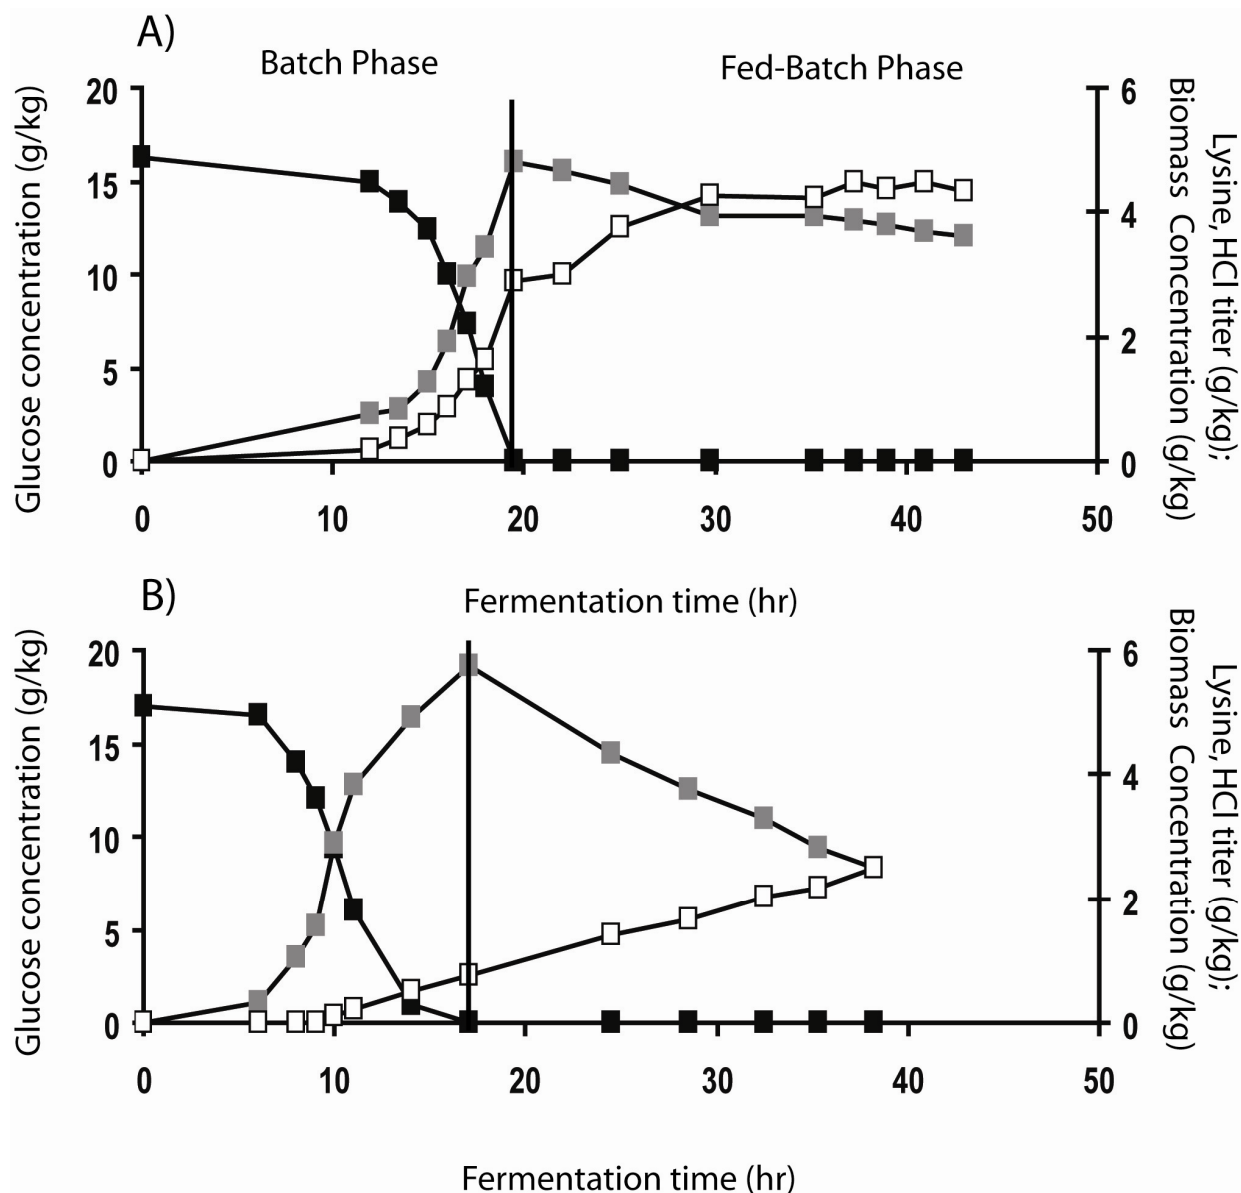 A)
Batch Phase
Fed-Batch Phase
Glucose concentration (g/kg)
20
15
10
5
0
6
4
2
0
Lysine, HCl titer (g/kg);
Biomass Concentration (g/kg)
0 10 20 30 40 50
Fermentation time (hr)
B)
Glucose concentration (g/kg)
20
15
10
5
0
6
4
2
0
Lysine, HCl titer (g/kg);
Biomass Concentration (g/kg)
0 10 20 30 40 50
Fermentation time (hr)